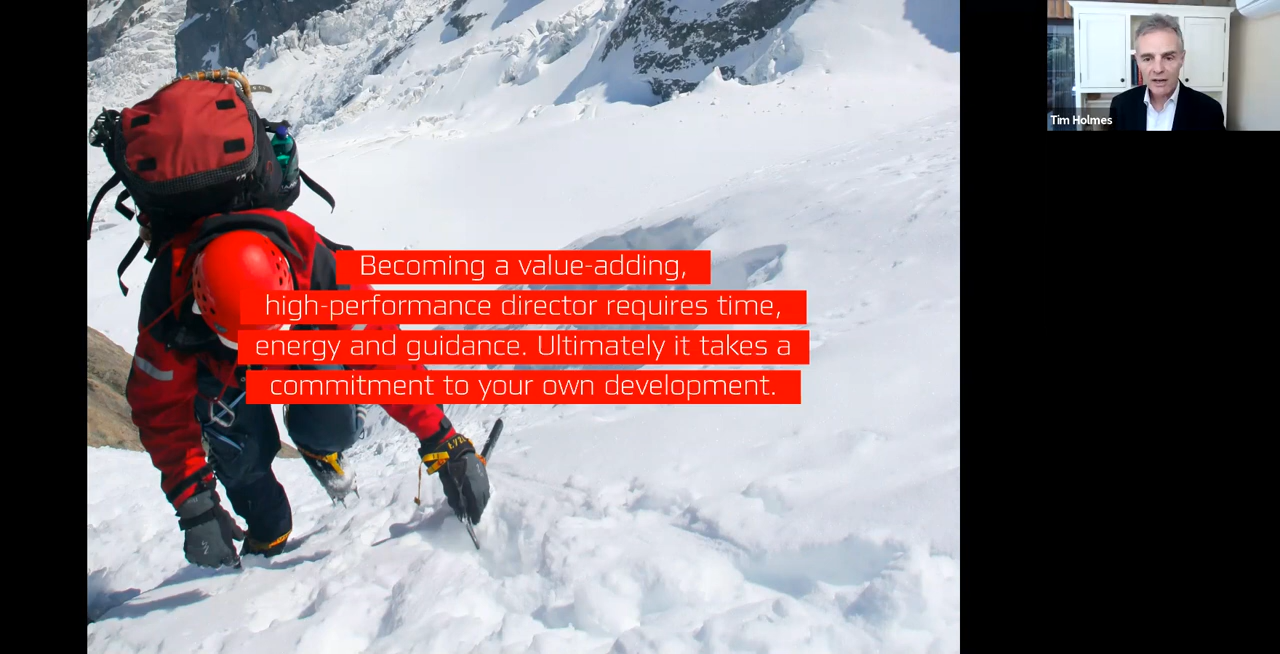 Tim Holmes
Becoming a value-adding,
high-performance director requires time,
energy and guidance. Ultimately it takes a
commitment to your own development.